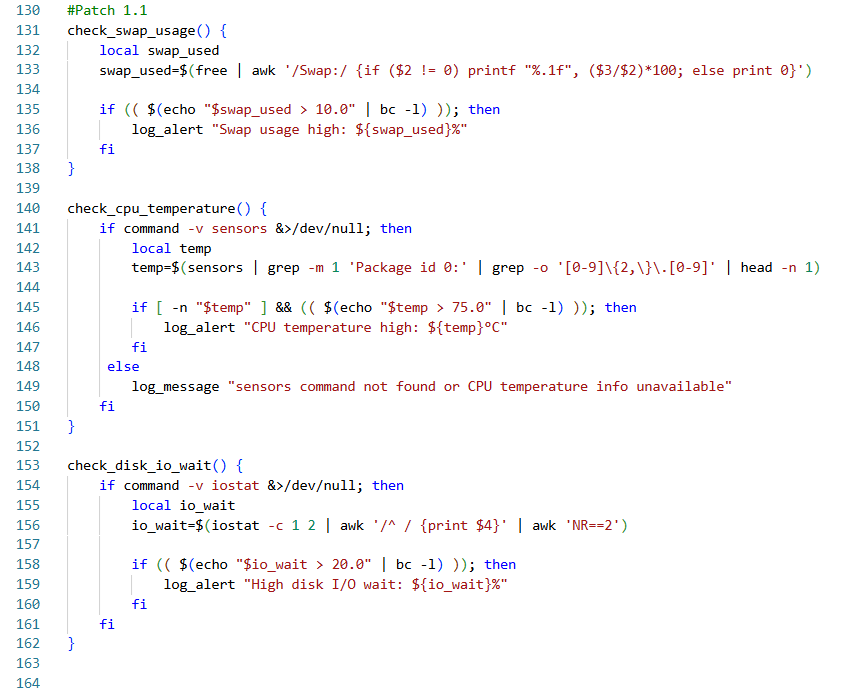 130 #Patch 1.1
131 check_swap_usage() {
132     local swap_used
133     swap_used=$(free | awk '/Swap:/ {if ($2 != 0) printf "%.1f", ($3/$2)*100; else print 0}')
134
135     if (( $(echo "$swap_used > 10.0" | bc -l) )); then
136         log_alert "Swap usage high: ${swap_used}%"
137     fi
138 }
139
140 check_cpu_temperature() {
141     if command -v sensors &>/dev/null; then
142         local temp
143         temp=$(sensors | grep -m 1 'Package id 0:' | grep -o '[0-9]\{2,\}\.[0-9]' | head -n 1)
144
145         if [ -n "$temp" ] && (( $(echo "$temp > 75.0" | bc -l) )); then
146             log_alert "CPU temperature high: ${temp}°C"
147         fi
148      else
149         log_message "sensors command not found or CPU temperature info unavailable"
150     fi
151 }
152
153 check_disk_io_wait() {
154     if command -v iostat &>/dev/null; then
155         local io_wait
156         io_wait=$(iostat -c 1 2 | awk '/^ / {print $4}' | awk 'NR==2')
157
158         if (( $(echo "$io_wait > 20.0" | bc -l) )); then
159             log_alert "High disk I/O wait: ${io_wait}%"
160         fi
161     fi
162 }
163
164